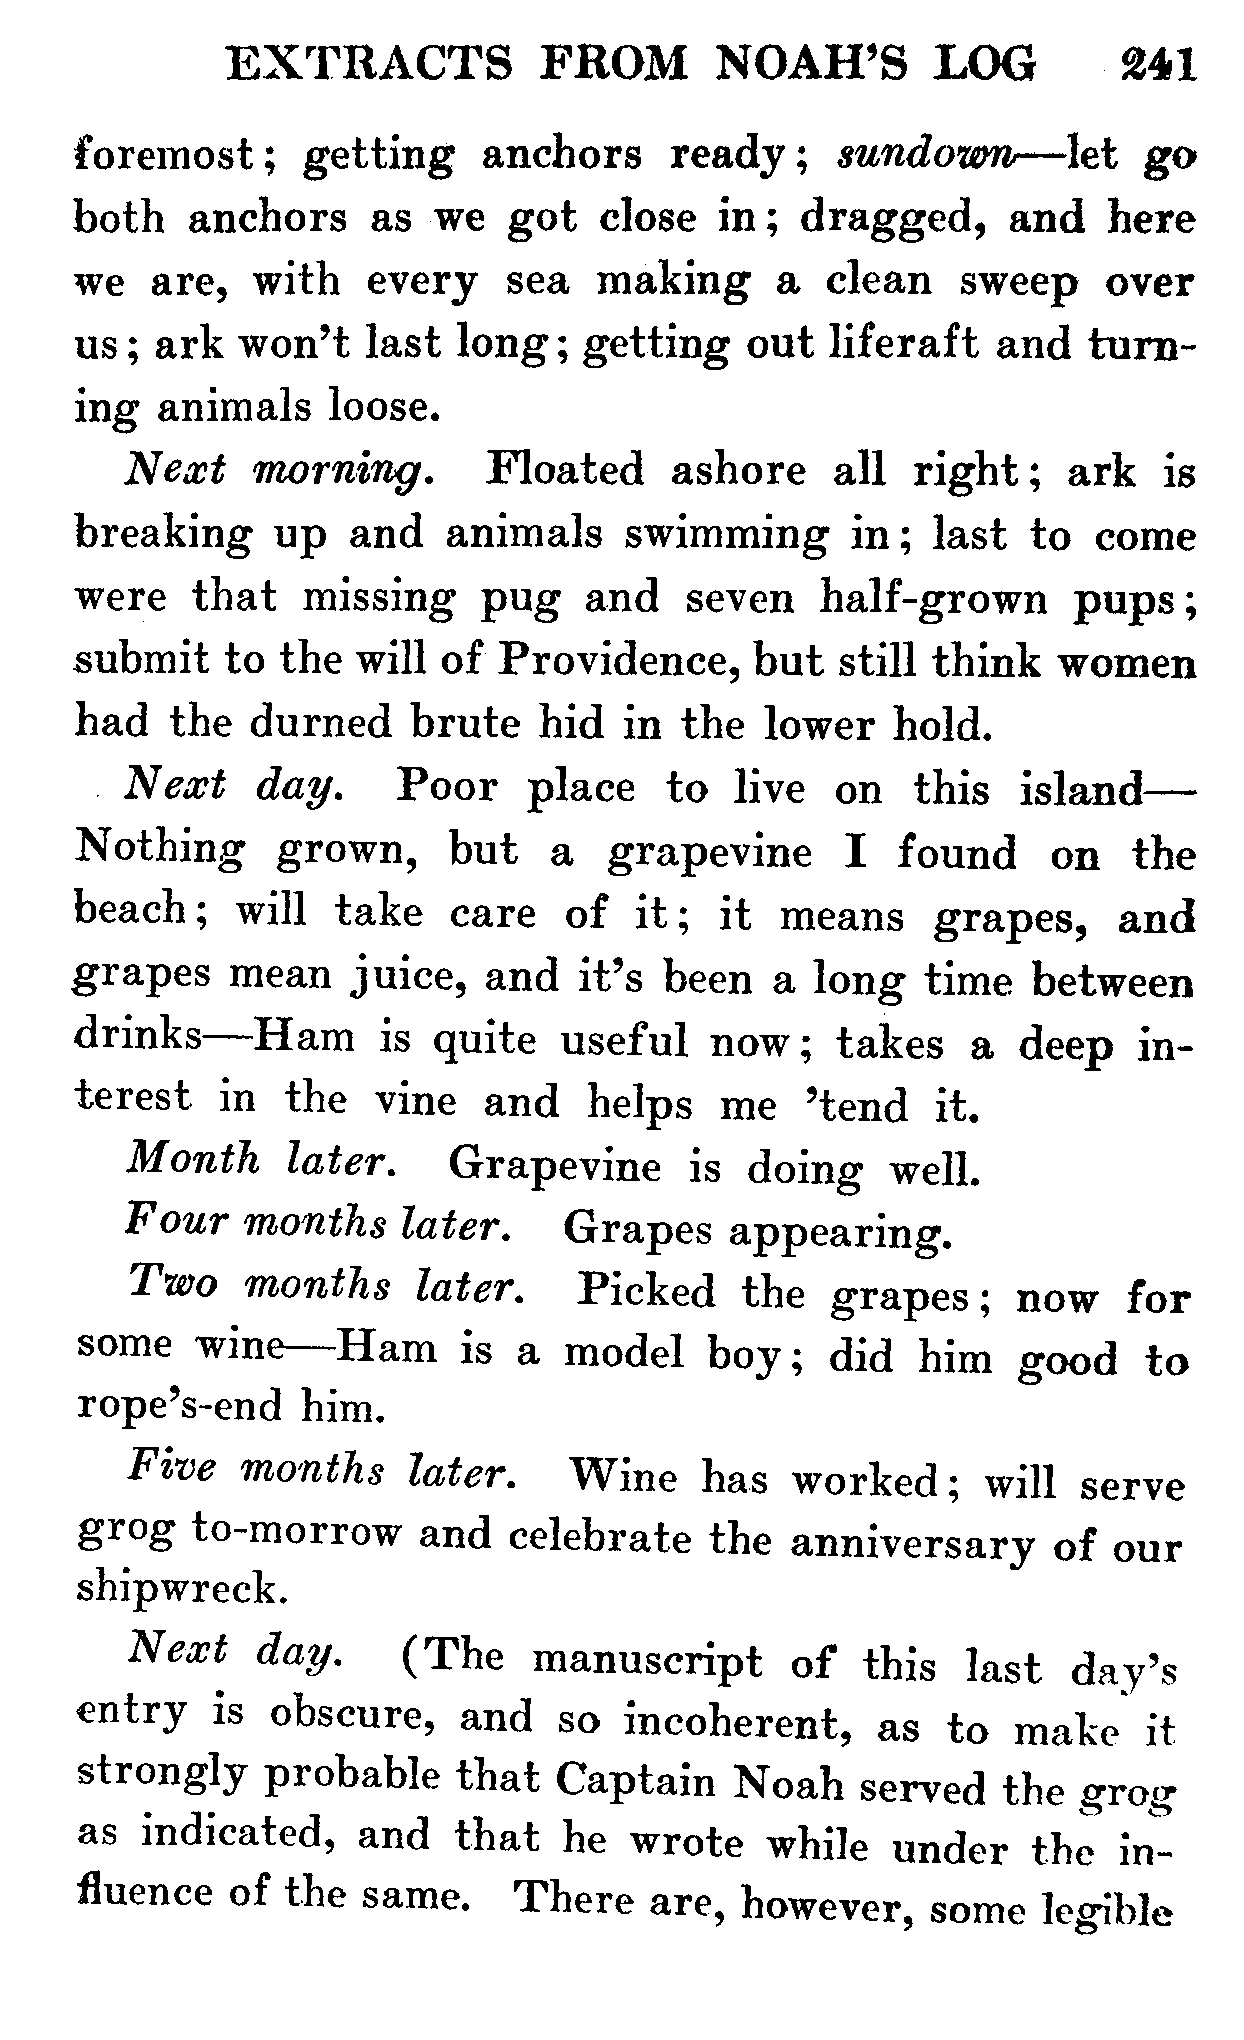 EXTRACTS FROM NOAH'S LOG 241
foremost; getting anchors ready; sundown—let go
both anchors as we got close in; dragged, and here
we are, with every sea making a clean sweep over
us; ark won't last long; getting out liferaft and turn-
ing animals loose.
Next morning. Floated ashore all right; ark is
breaking up and animals swimming in; last to come
were that missing pug and seven half-grown pups;
submit to the will of Providence, but still think women
had the durned brute hid in the lower hold.
Next day. Poor place to live on this island—
Nothing grown, but a grapevine I found on the
beach; will take care of it; it means grapes, and
grapes mean juice, and it's been a long time between
drinks—Ham is quite useful now; takes a deep in-
terest in the vine and helps me 'tend it.
Month later. Grapevine is doing well.
Four months later. Grapes appearing.
Two months later. Picked the grapes; now for
some wine—Ham is a model boy; did him good to
rope's-end him.
Five months later. Wine has worked; will serve
grog to-morrow and celebrate the anniversary of our
shipwreck.
Next day. (The manuscript of this last day's
entry is obscure, and so incoherent, as to make it
strongly probable that Captain Noah served the grog
as indicated, and that he wrote while under the in-
fluence of the same. There are, however, some legible